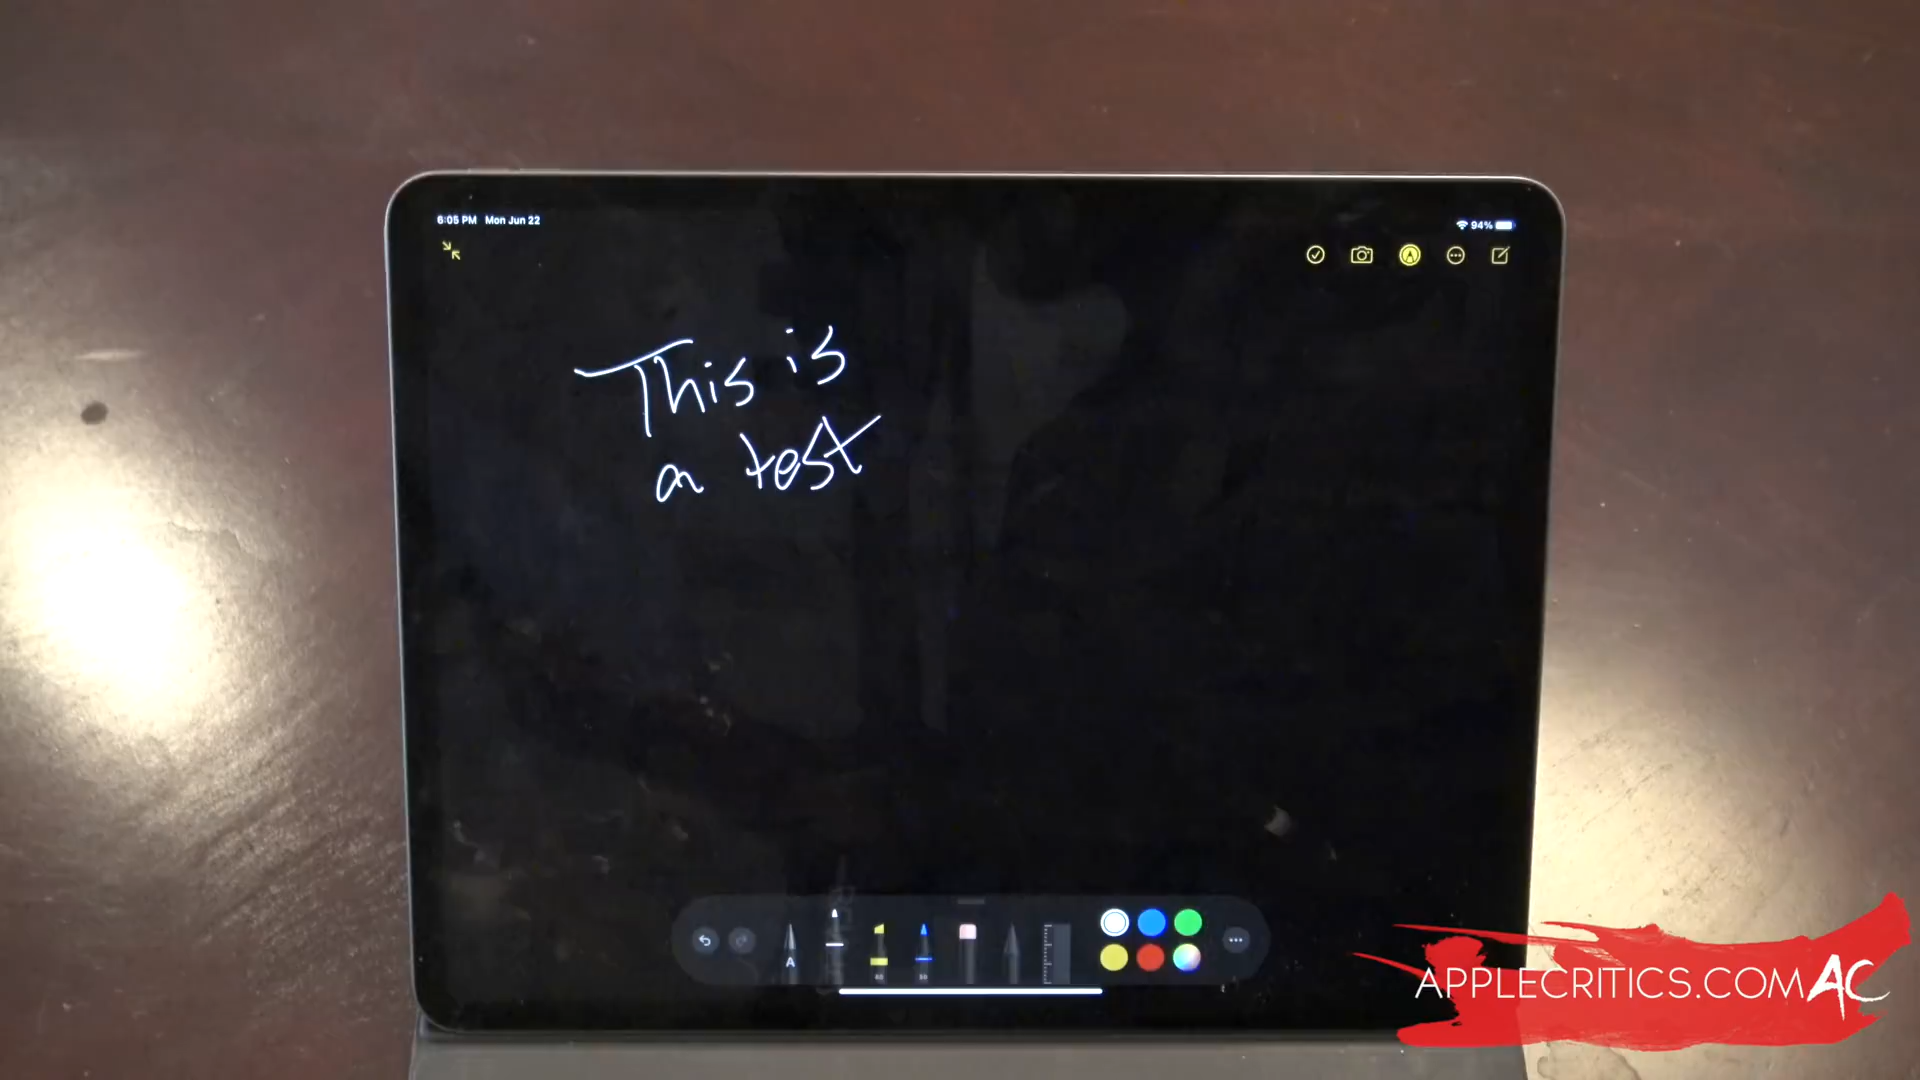 6:05 PM Mon Jun 22
94%
This is
a test
A
APPLECRITICS.COM AC